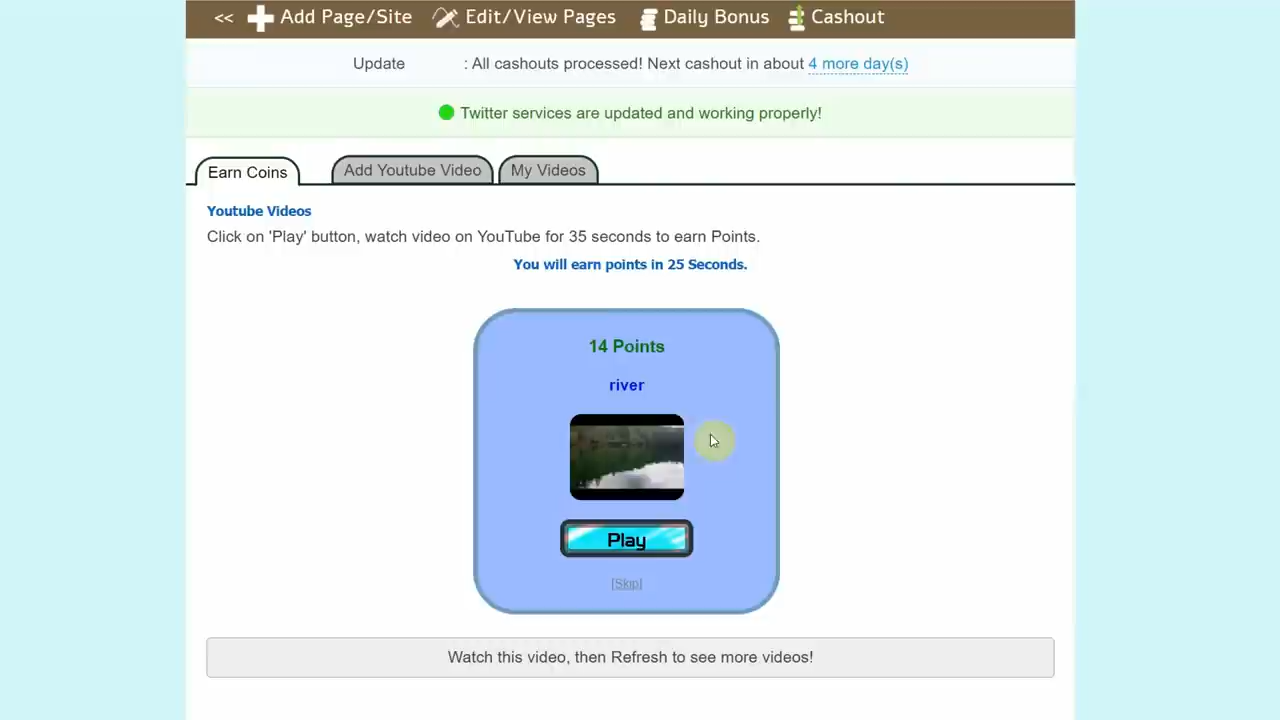 << Add Page/Site Edit/View Pages Daily Bonus Cashout
Update : All cashouts processed! Next cashout in about 4 more day(s)
Twitter services are updated and working properly!
Earn Coins Add Youtube Video My Videos
Youtube Videos
Click on 'Play' button, watch video on YouTube for 35 seconds to earn Points.
You will earn points in 25 Seconds.
14 Points
river
Play
[Skip]
Watch this video, then Refresh to see more videos!